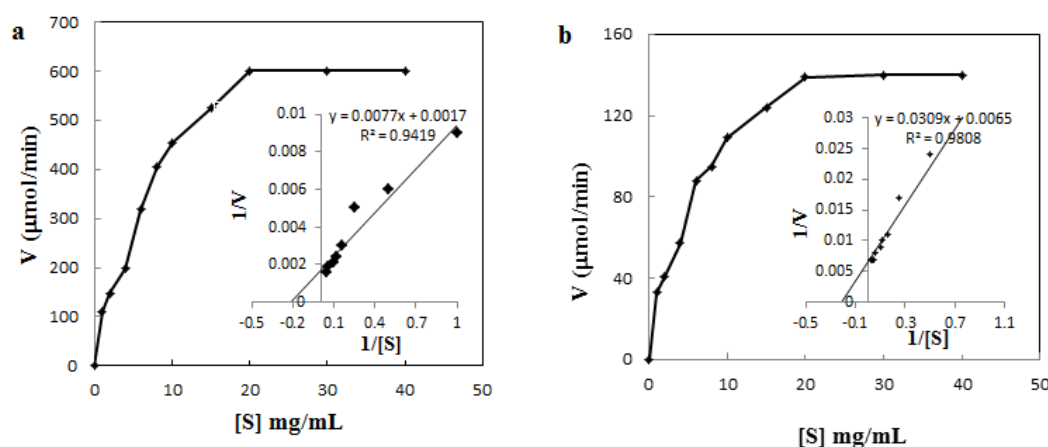 a
V (µmol/min)
700
600
500
400
300
200
100
0
0 10 20 30 40 50
[S] mg/mL
y = 0.0077x + 0.0017
R² = 0.9419
1/V
0.01
0.008
0.006
0.004
0.002
0
-0.5 -0.2 0.1 0.4 0.7 1
1/[S]
b
V (µmol/min)
160
120
80
40
0
0 10 20 30 40 50
[S] mg/mL
y = 0.0309x + 0.0065
R² = 0.9808
1/V
0.03
0.025
0.02
0.015
0.01
0.005
0
-0.5 -0.1 0.3 0.7 1.1
1/[S]